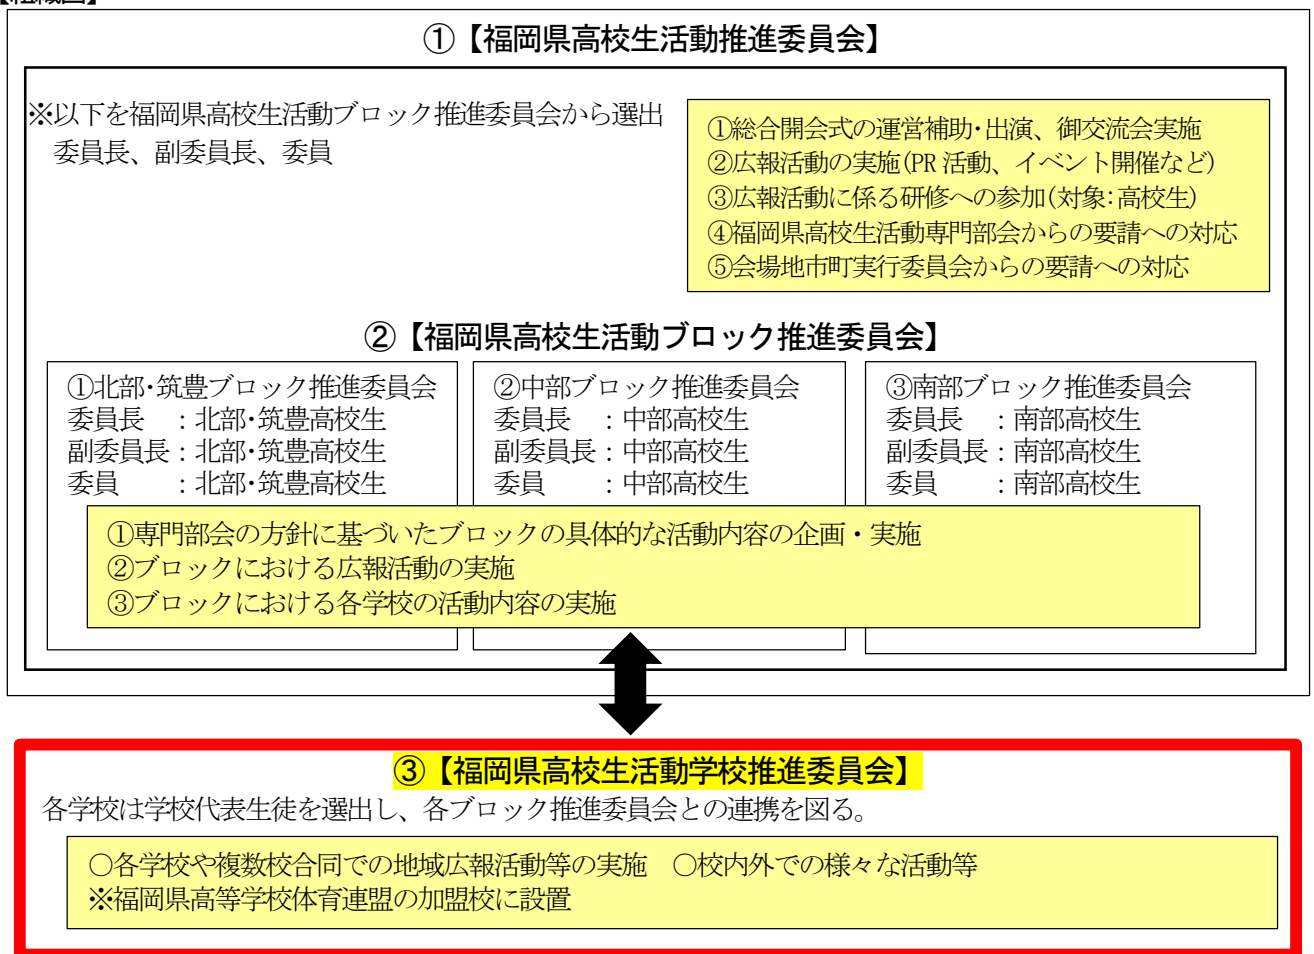 【組織図】
①【福岡県高校生活動推進委員会】
※以下を福岡県高校生活動ブロック推進委員会から選出
委員長、副委員長、委員
①総合開会式の運営補助・出演、御交流会実施
②広報活動の実施(PR 活動、イベント開催など)
③広報活動に係る研修への参加(対象:高校生)
④福岡県高校生活動専門部会からの要請への対応
⑤会場地市町実行委員会からの要請への対応
②【福岡県高校生活動ブロック推進委員会】
①北部・筑豊ブロック推進委員会
委員長　:北部・筑豊高校生
副委員長:北部・筑豊高校生
委員　　:北部・筑豊高校生
②中部ブロック推進委員会
委員長　:中部高校生
副委員長:中部高校生
委員　　:中部高校生
③南部ブロック推進委員会
委員長　:南部高校生
副委員長:南部高校生
委員　　:南部高校生
①専門部会の方針に基づいたブロックの具体的な活動内容の企画・実施
②ブロックにおける広報活動の実施
③ブロックにおける各学校の活動内容の実施
③【福岡県高校生活動学校推進委員会】
各学校は学校代表生徒を選出し、各ブロック推進委員会との連携を図る。
○各学校や複数校合同での地域広報活動等の実施　○校内外での様々な活動等
※福岡県高等学校体育連盟の加盟校に設置